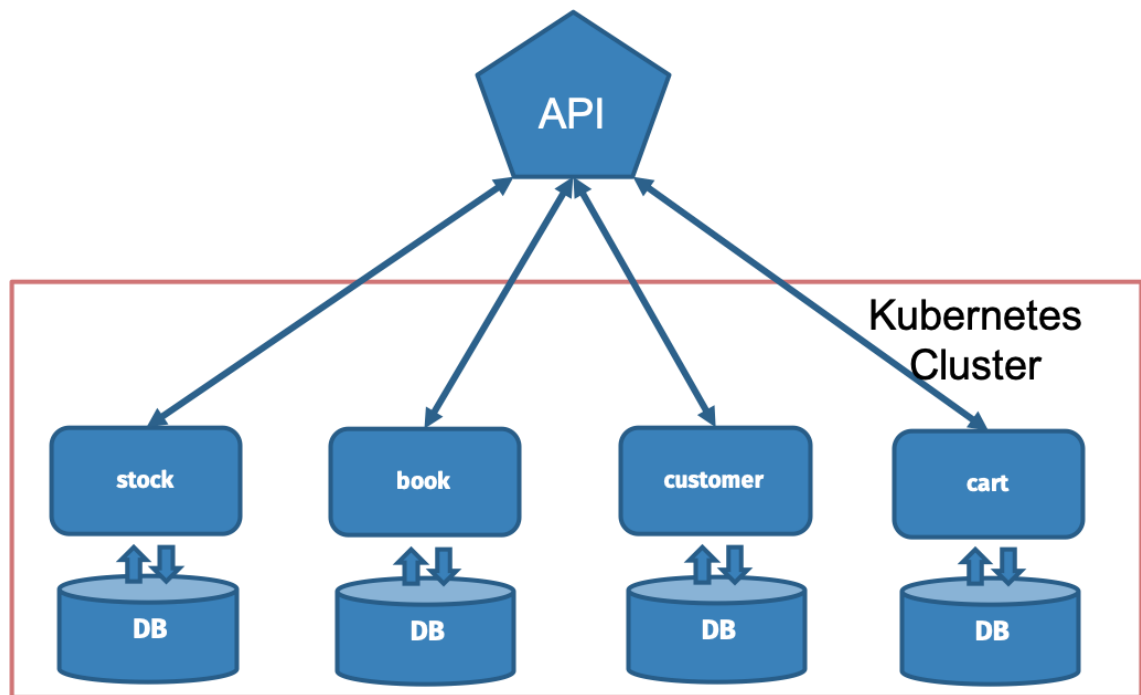 API
Kubernetes
Cluster
stock
book
customer
cart
DB
DB
DB
DB